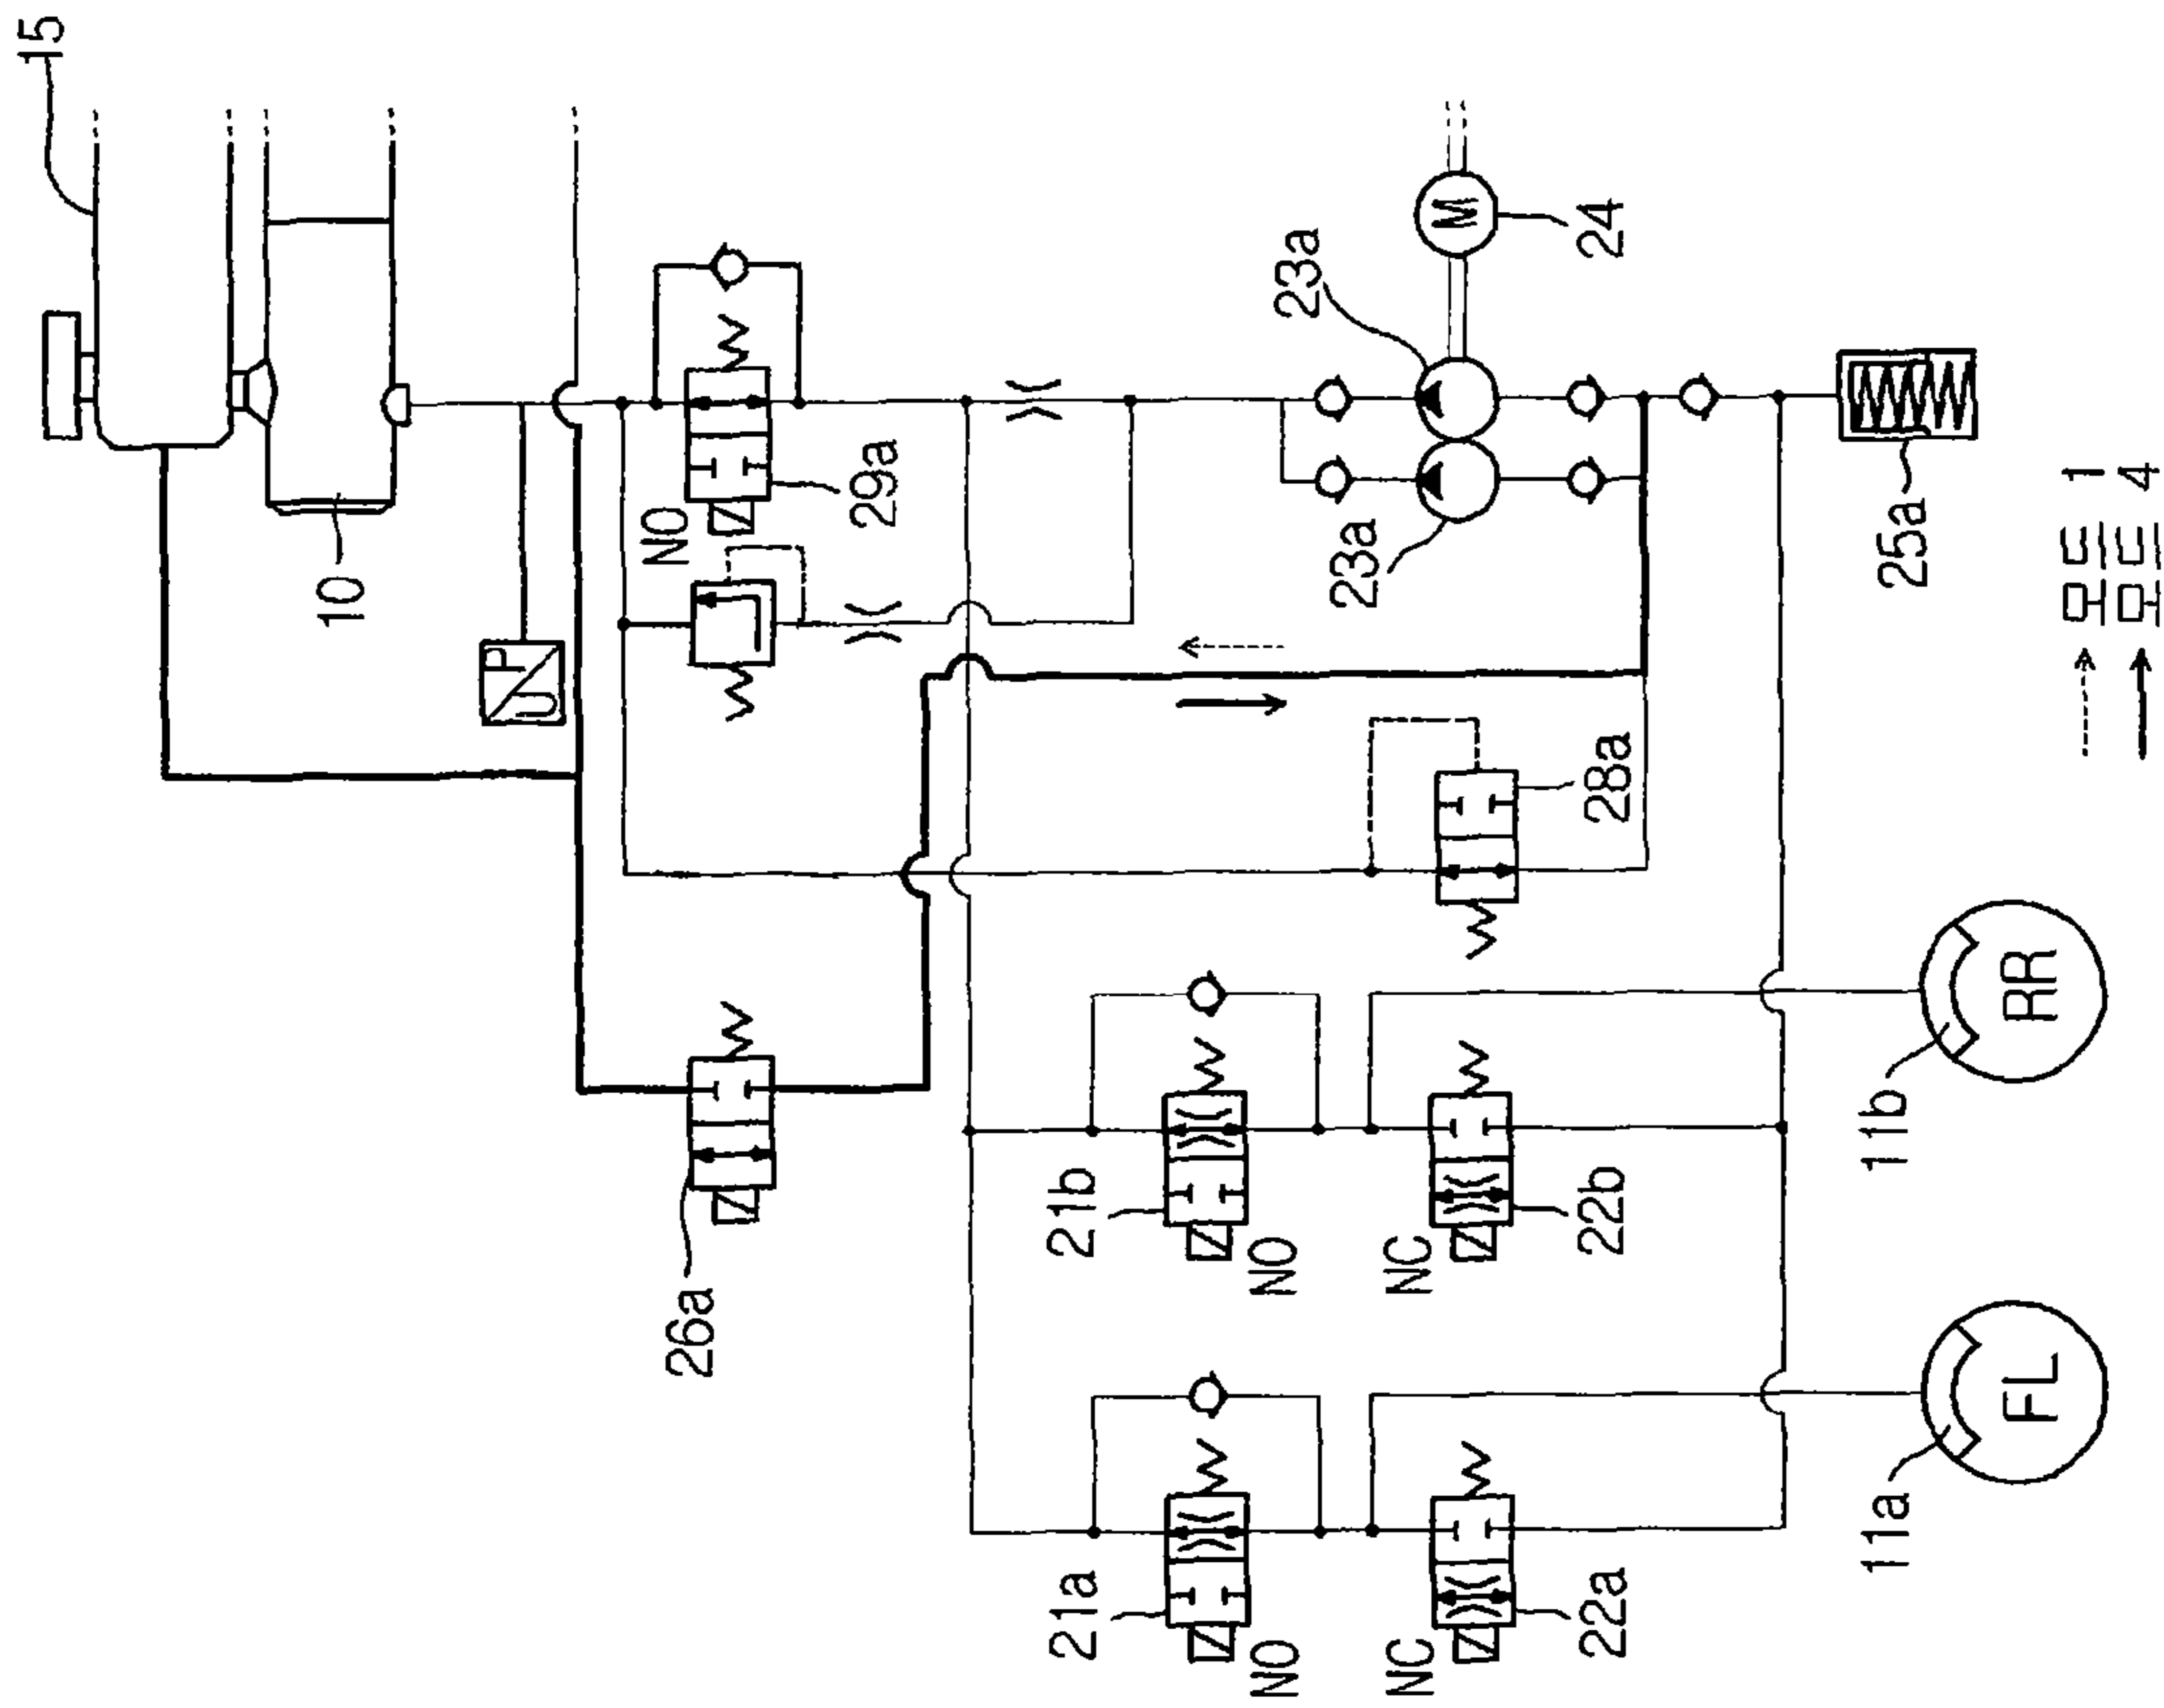 15
10
UP
NO
29a
23a
M
24
23a
25a
26a
28a
21b
NO
NC
22b
11b
RR
21a
NO
NC
22a
11a
FL
모드 1
모드 4